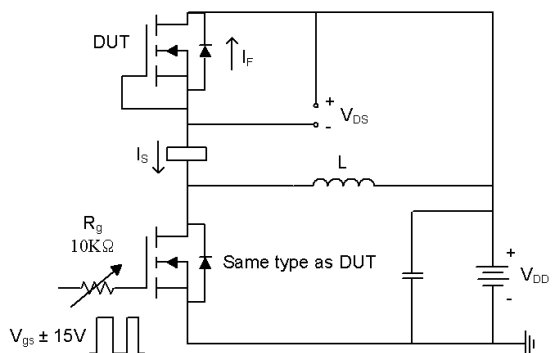 DUT
I_F
+
V_DS
-
I_S
L
R_g
10KΩ
Same type as DUT
+
V_DD
-
V_gs ± 15V